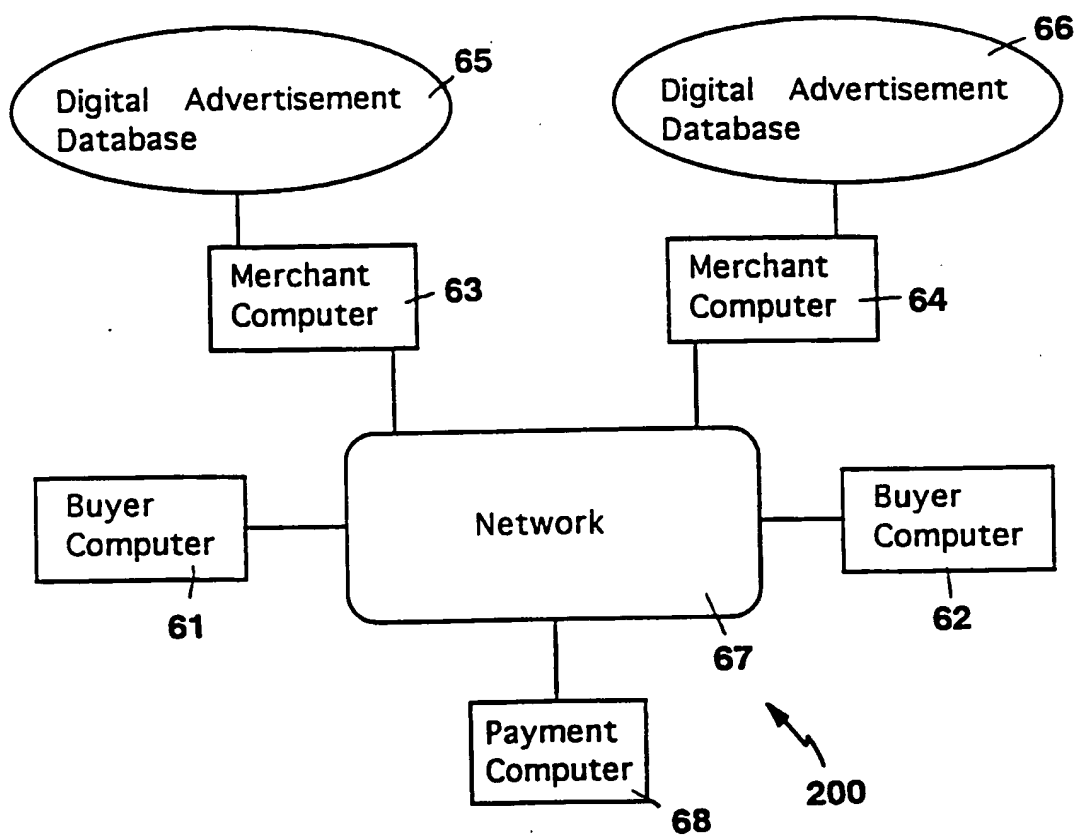 65
Digital Advertisement
Database
66
Digital Advertisement
Database
Merchant
Computer
63
Merchant
Computer
64
Buyer
Computer
61
Network
67
Buyer
Computer
62
Payment
Computer
68
200